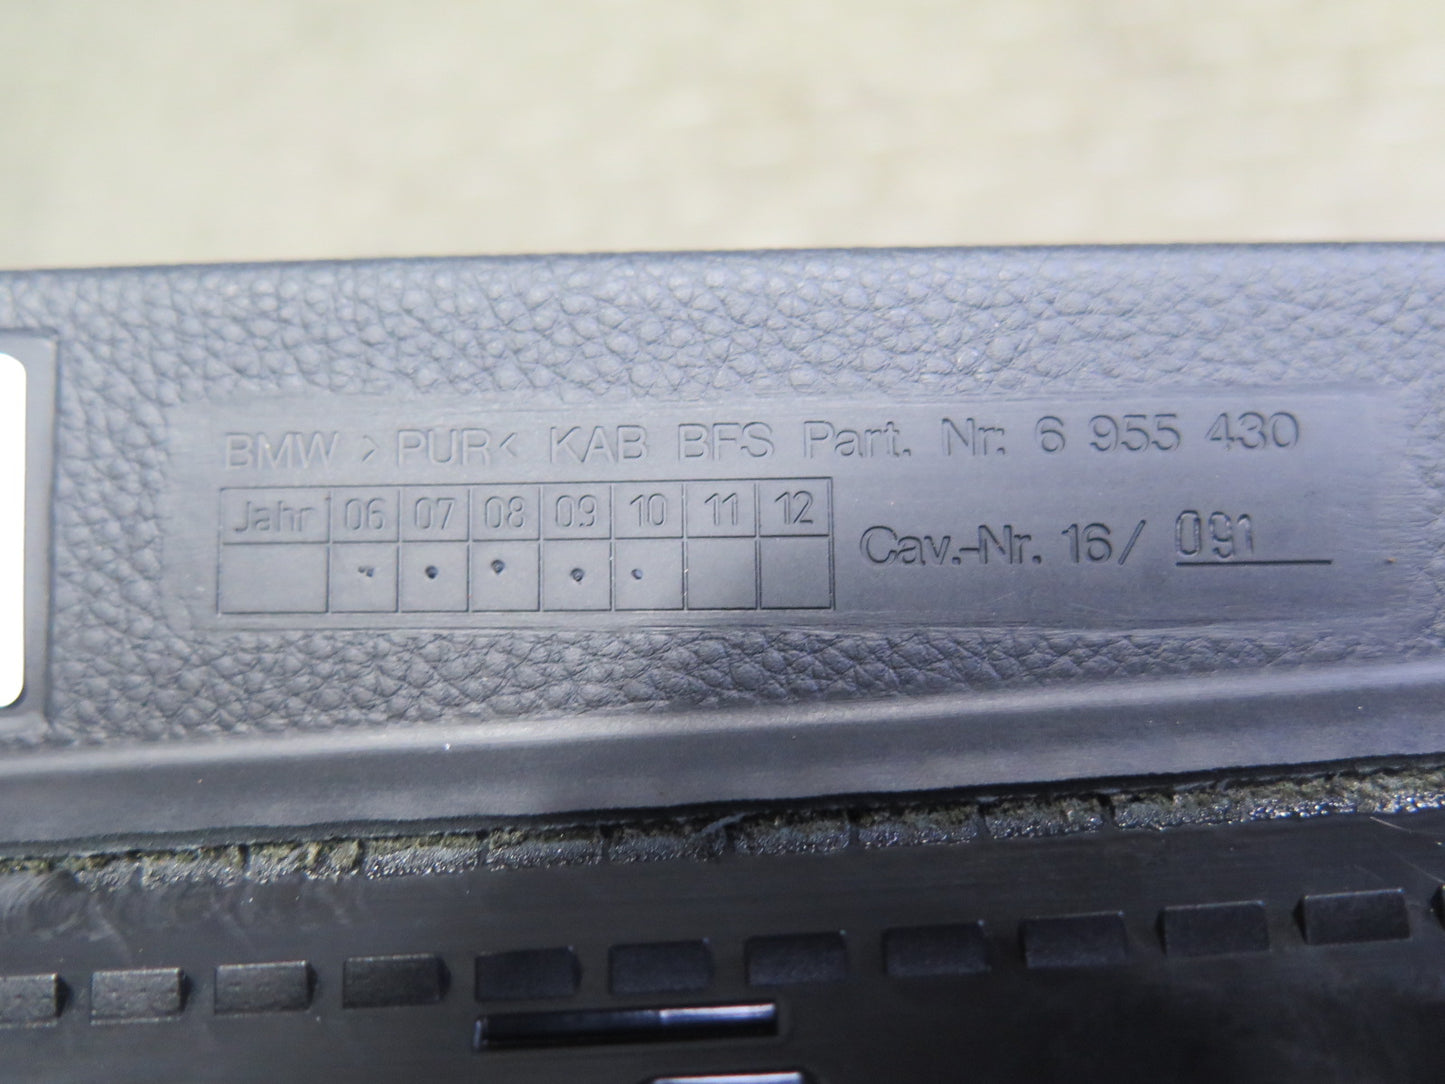 BMW >PUR< KAB BFS Part. Nr: 6 955 430
Jahr 06 07 08 09 10 11 12
Cav.-Nr. 16/ 091